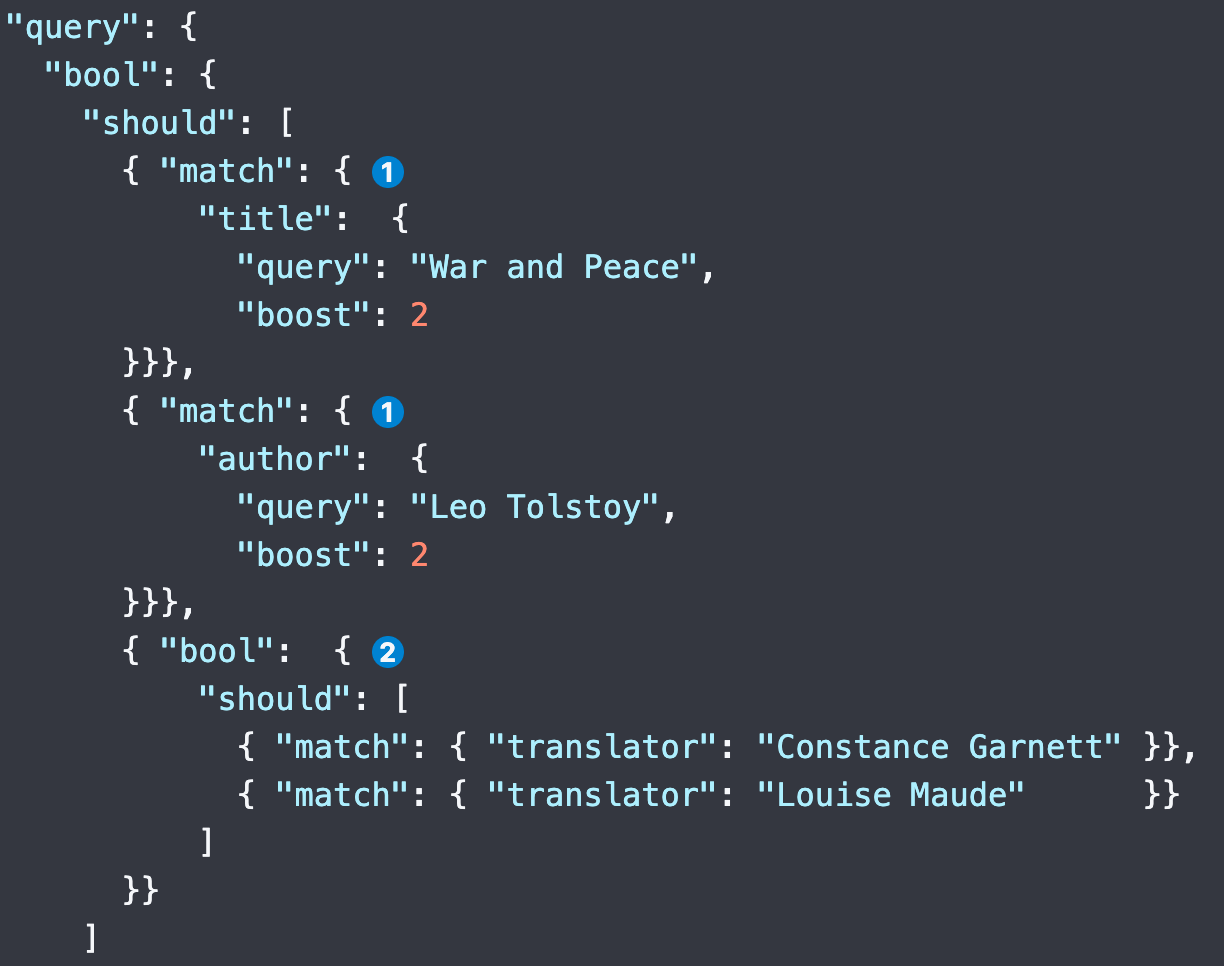 "query": {
  "bool": {
    "should": [
      { "match": { 1
          "title":  {
            "query": "War and Peace",
            "boost": 2
      }}},
      { "match": { 1
          "author":  {
            "query": "Leo Tolstoy",
            "boost": 2
      }}},
      { "bool":  { 2
          "should": [
            { "match": { "translator": "Constance Garnett" }},
            { "match": { "translator": "Louise Maude"      }}
          ]
      }}
    ]